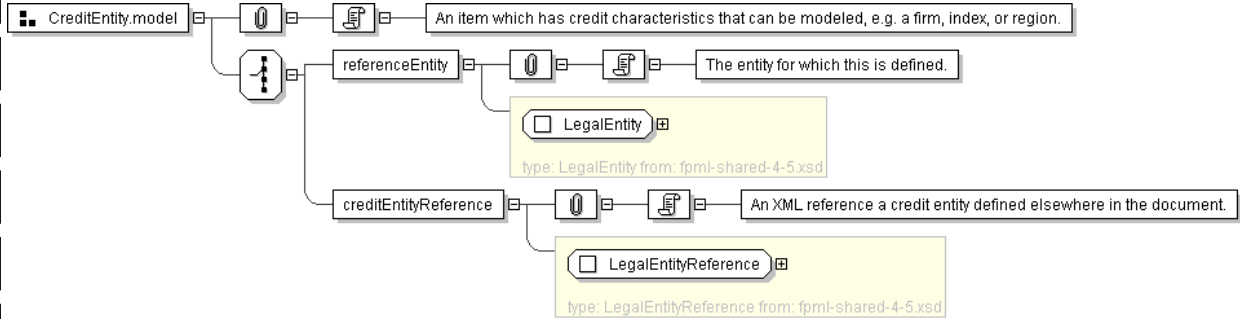 CreditEntity.model
An item which has credit characteristics that can be modeled, e.g. a firm, index, or region.
referenceEntity
The entity for which this is defined.
LegalEntity
type: LegalEntity from: fpml-shared-4-5.xsd
creditEntityReference
An XML reference a credit entity defined elsewhere in the document.
LegalEntityReference
type: LegalEntityReference from: fpml-shared-4-5.xsd